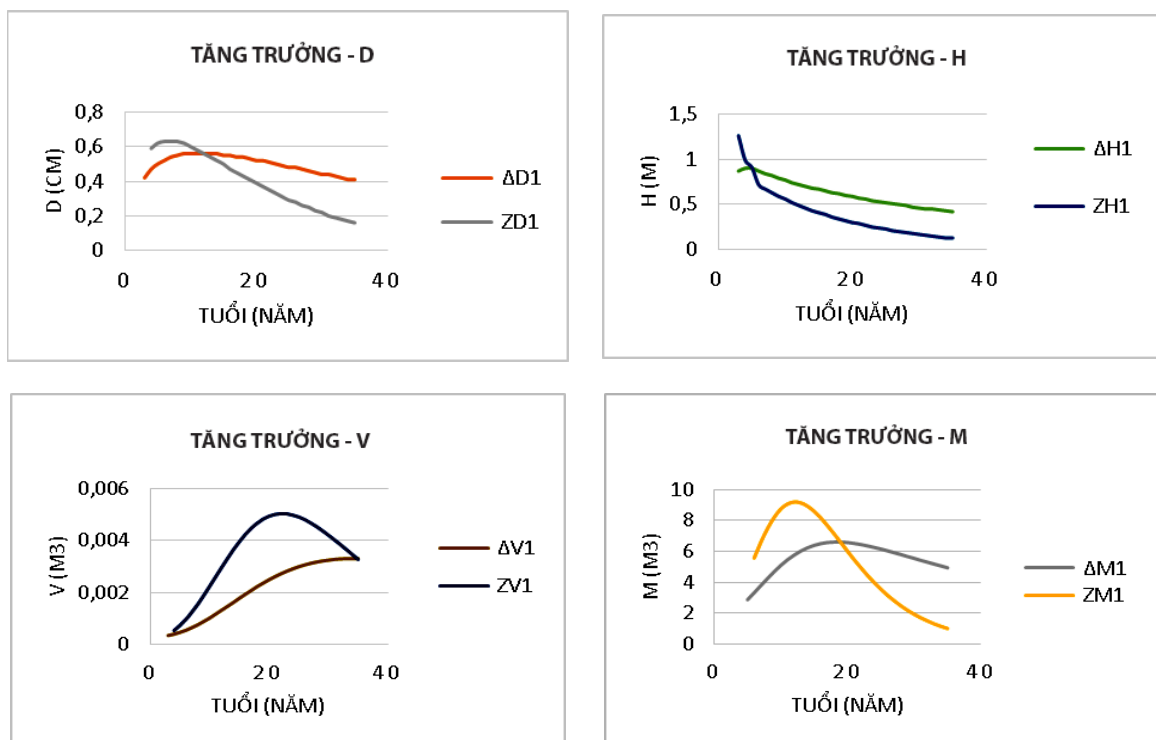 TĂNG TRƯỞNG - D
0,8
0,6
0,4
0,2
0
D (CM)
0 20 40
TUỔI (NĂM)
ΔD1
ZD1
TĂNG TRƯỞNG - H
1,5
1
0,5
0
H (M)
0 20 40
TUỔI (NĂM)
ΔH1
ZH1
TĂNG TRƯỞNG - V
0,006
0,004
0,002
0
V (M3)
0 20 40
TUỔI (NĂM)
ΔV1
ZV1
TĂNG TRƯỞNG - M
10
8
6
4
2
0
M (M3)
0 20 40
TUỔI (NĂM)
ΔM1
ZM1